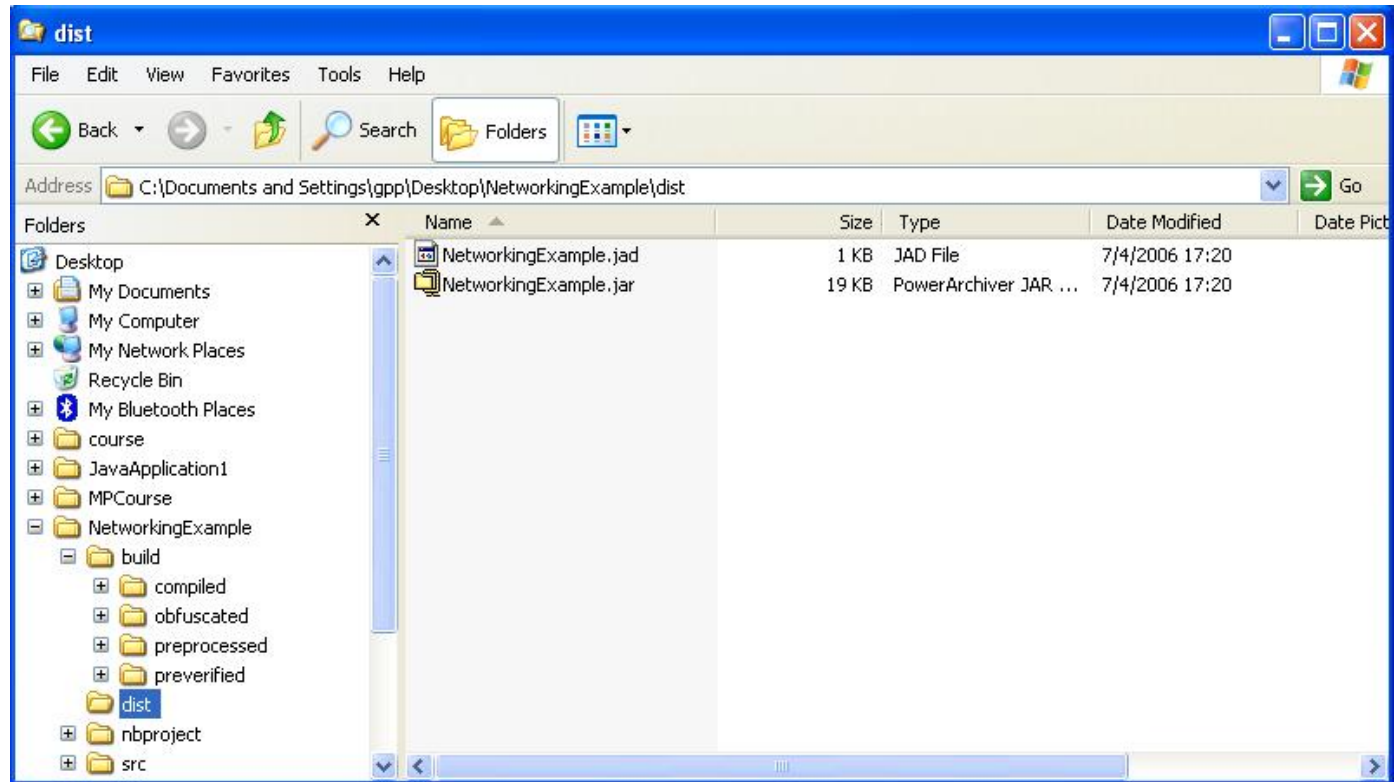 dist
File Edit View Favorites Tools Help
Back Search Folders
Address C:\Documents and Settings\gpp\Desktop\NetworkingExample\dist Go
Folders
Desktop
My Documents
My Computer
My Network Places
Recycle Bin
My Bluetooth Places
course
JavaApplication1
MPCourse
NetworkingExample
build
compiled
obfuscated
preprocessed
preverified
dist
nbproject
src
Name Size Type Date Modified Date Pict
NetworkingExample.jad 1 KB JAD File 7/4/2006 17:20
NetworkingExample.jar 19 KB PowerArchiver JAR ... 7/4/2006 17:20